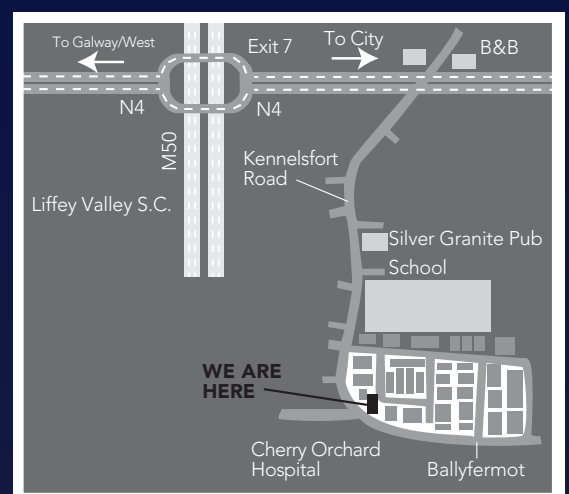 To Galway/West
Exit 7
To City
B&B
N4
N4
M50
Kennelsfort
Road
Liffey Valley S.C.
Silver Granite Pub
School
WE ARE
HERE
Cherry Orchard
Hospital
Ballyfermot